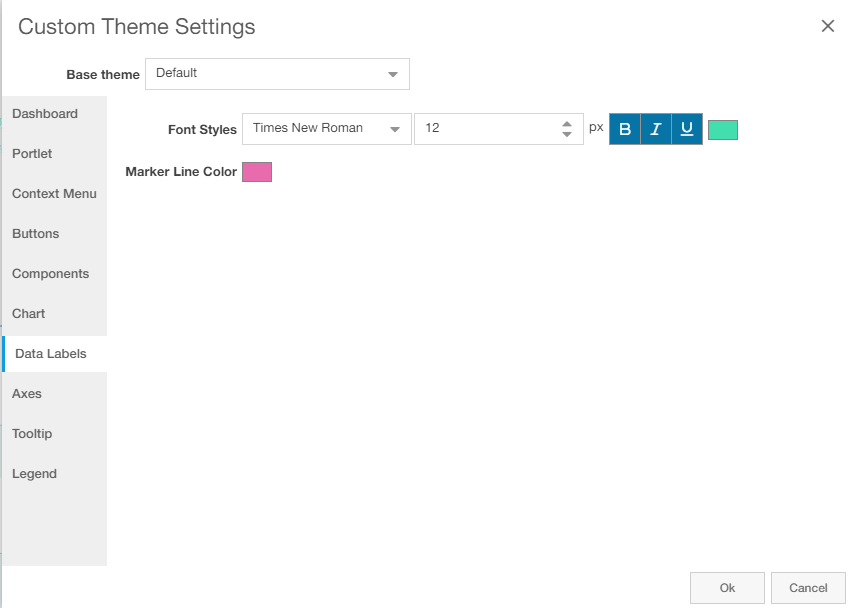 Custom Theme Settings
Base theme Default
Dashboard
Font Styles Times New Roman 12 px B I U
Portlet
Marker Line Color
Context Menu
Buttons
Components
Chart
Data Labels
Axes
Tooltip
Legend
Ok Cancel